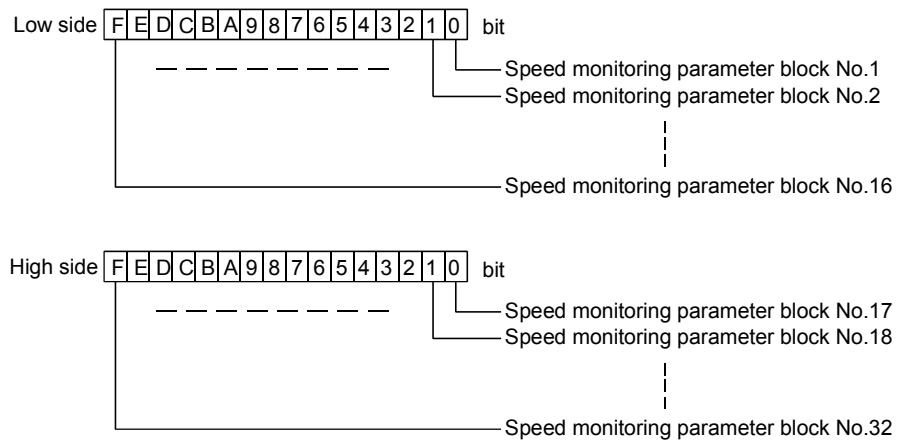 Low side F E D C B A 9 8 7 6 5 4 3 2 1 0 bit
Speed monitoring parameter block No.1
Speed monitoring parameter block No.2
Speed monitoring parameter block No.16
High side F E D C B A 9 8 7 6 5 4 3 2 1 0 bit
Speed monitoring parameter block No.17
Speed monitoring parameter block No.18
Speed monitoring parameter block No.32